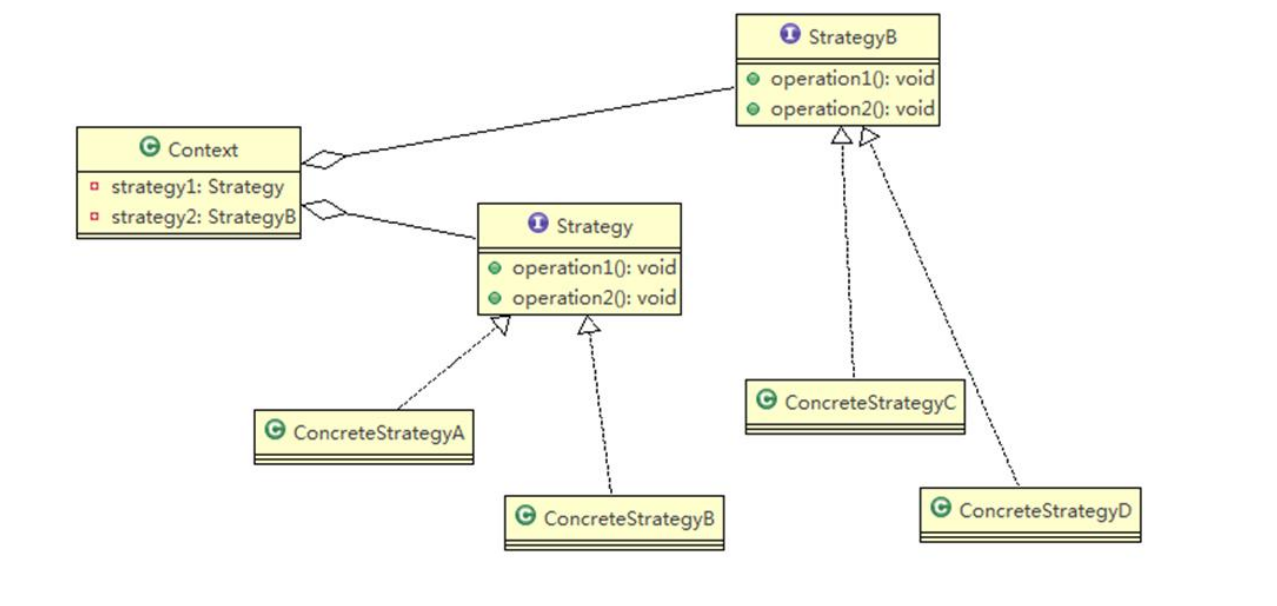 StrategyB
operation1(): void
operation2(): void
Context
strategy1: Strategy
strategy2: StrategyB
Strategy
operation1(): void
operation2(): void
ConcreteStrategyA
ConcreteStrategyB
ConcreteStrategyC
ConcreteStrategyD